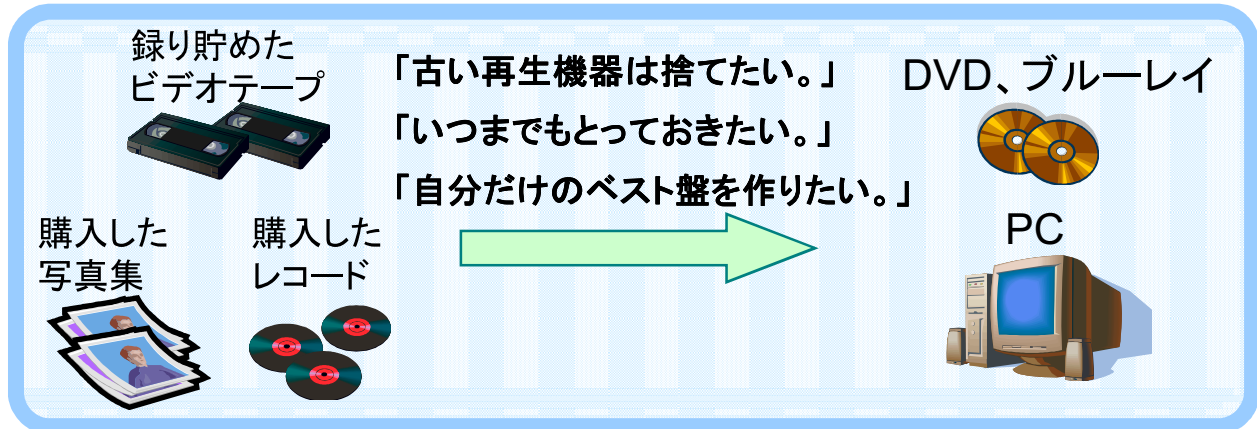 録り貯めた
ビデオテープ
「古い再生機器は捨てたい。」
「いつまでもとっておきたい。」
「自分だけのベスト盤を作りたい。」
DVD、ブルーレイ
購入した
写真集
購入した
レコード
PC